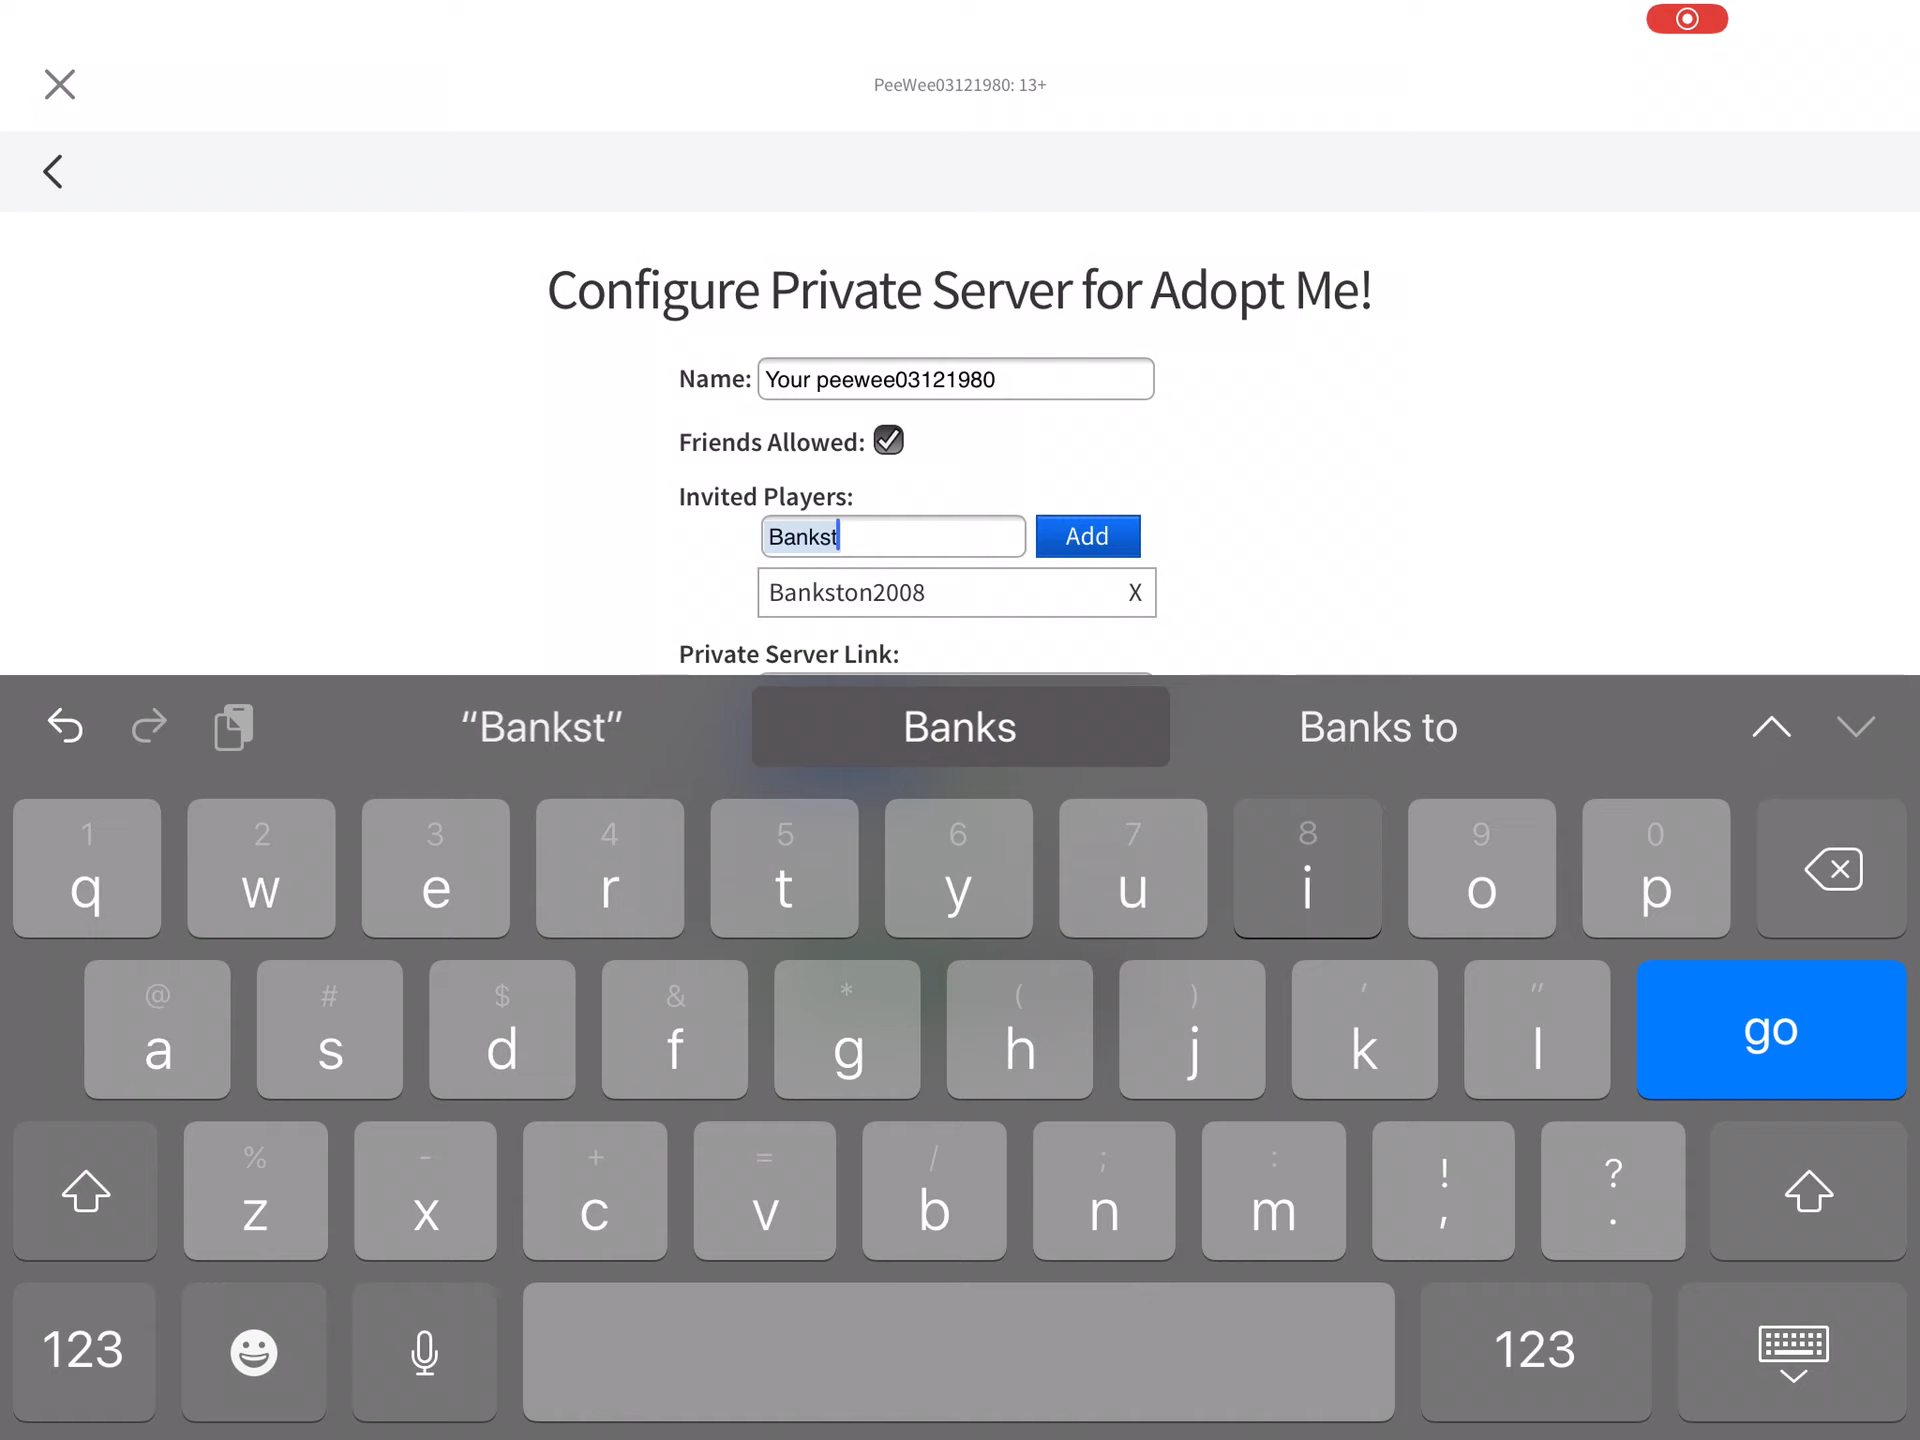 PeeWee03121980: 13+
Configure Private Server for Adopt Me!
Name: Your peewee03121980
Friends Allowed:
Invited Players:
Bankst Add
Bankston2008 X
Private Server Link:
“Bankst” Banks Banks to
1 2 3 4 5 6 7 8 9 0
q w e r t y u i o p
@ # $ & * ( ) ' "
a s d f g h j k l go
% - + = / ; : ! ?
z x c v b n m , .
123 123